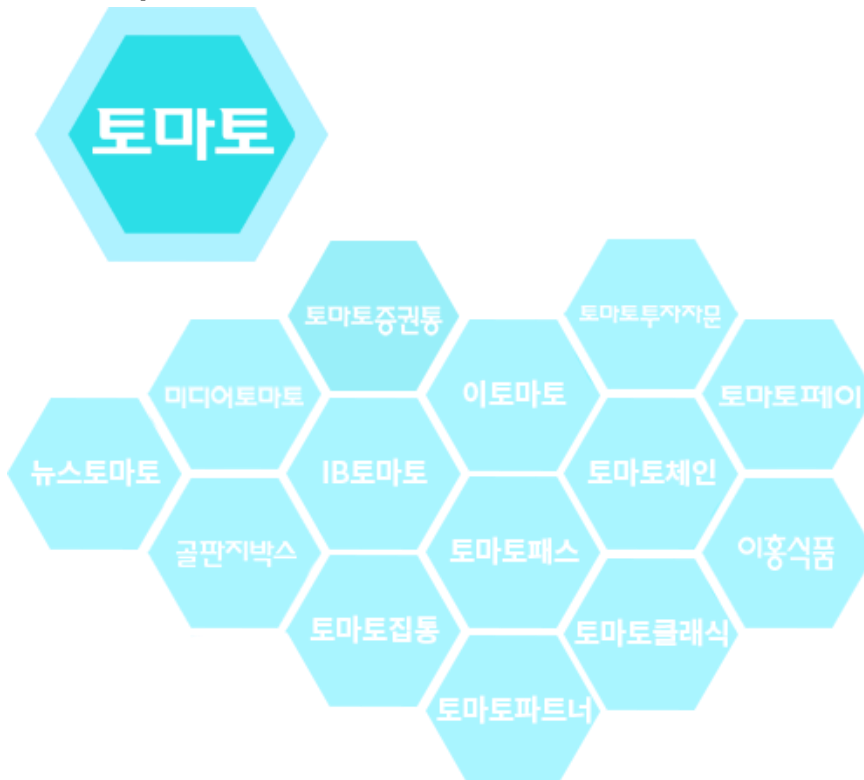 토마토
토마토증권통
토마토투자자문
미디어토마토
이토마토
토마토페이
뉴스토마토
IB토마토
토마토체인
골판지박스
토마토패스
이홍식품
토마토집통
토마토클래식
토마토파트너